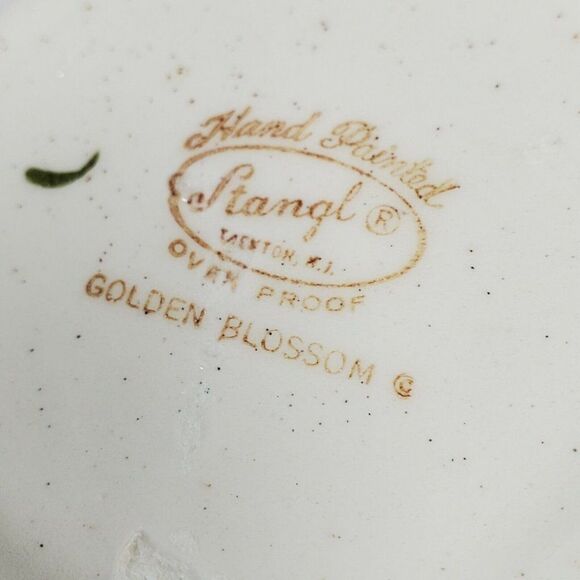 Hand Painted
Stangl ®
TRENTON, N.J.
OVEN PROOF
GOLDEN BLOSSOM ©